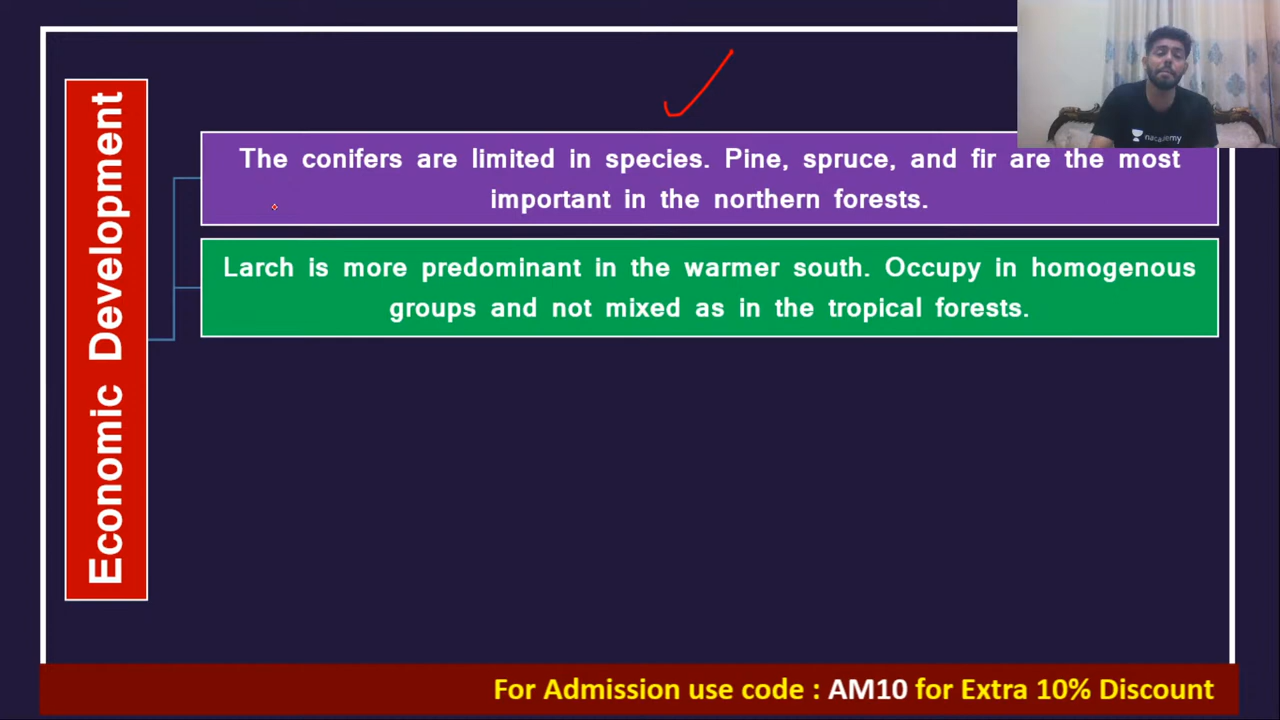 Economic Development
The conifers are limited in species. Pine, spruce, and fir are the most
important in the northern forests.
Larch is more predominant in the warmer south. Occupy in homogenous
groups and not mixed as in the tropical forests.
For Admission use code : AM10 for Extra 10% Discount